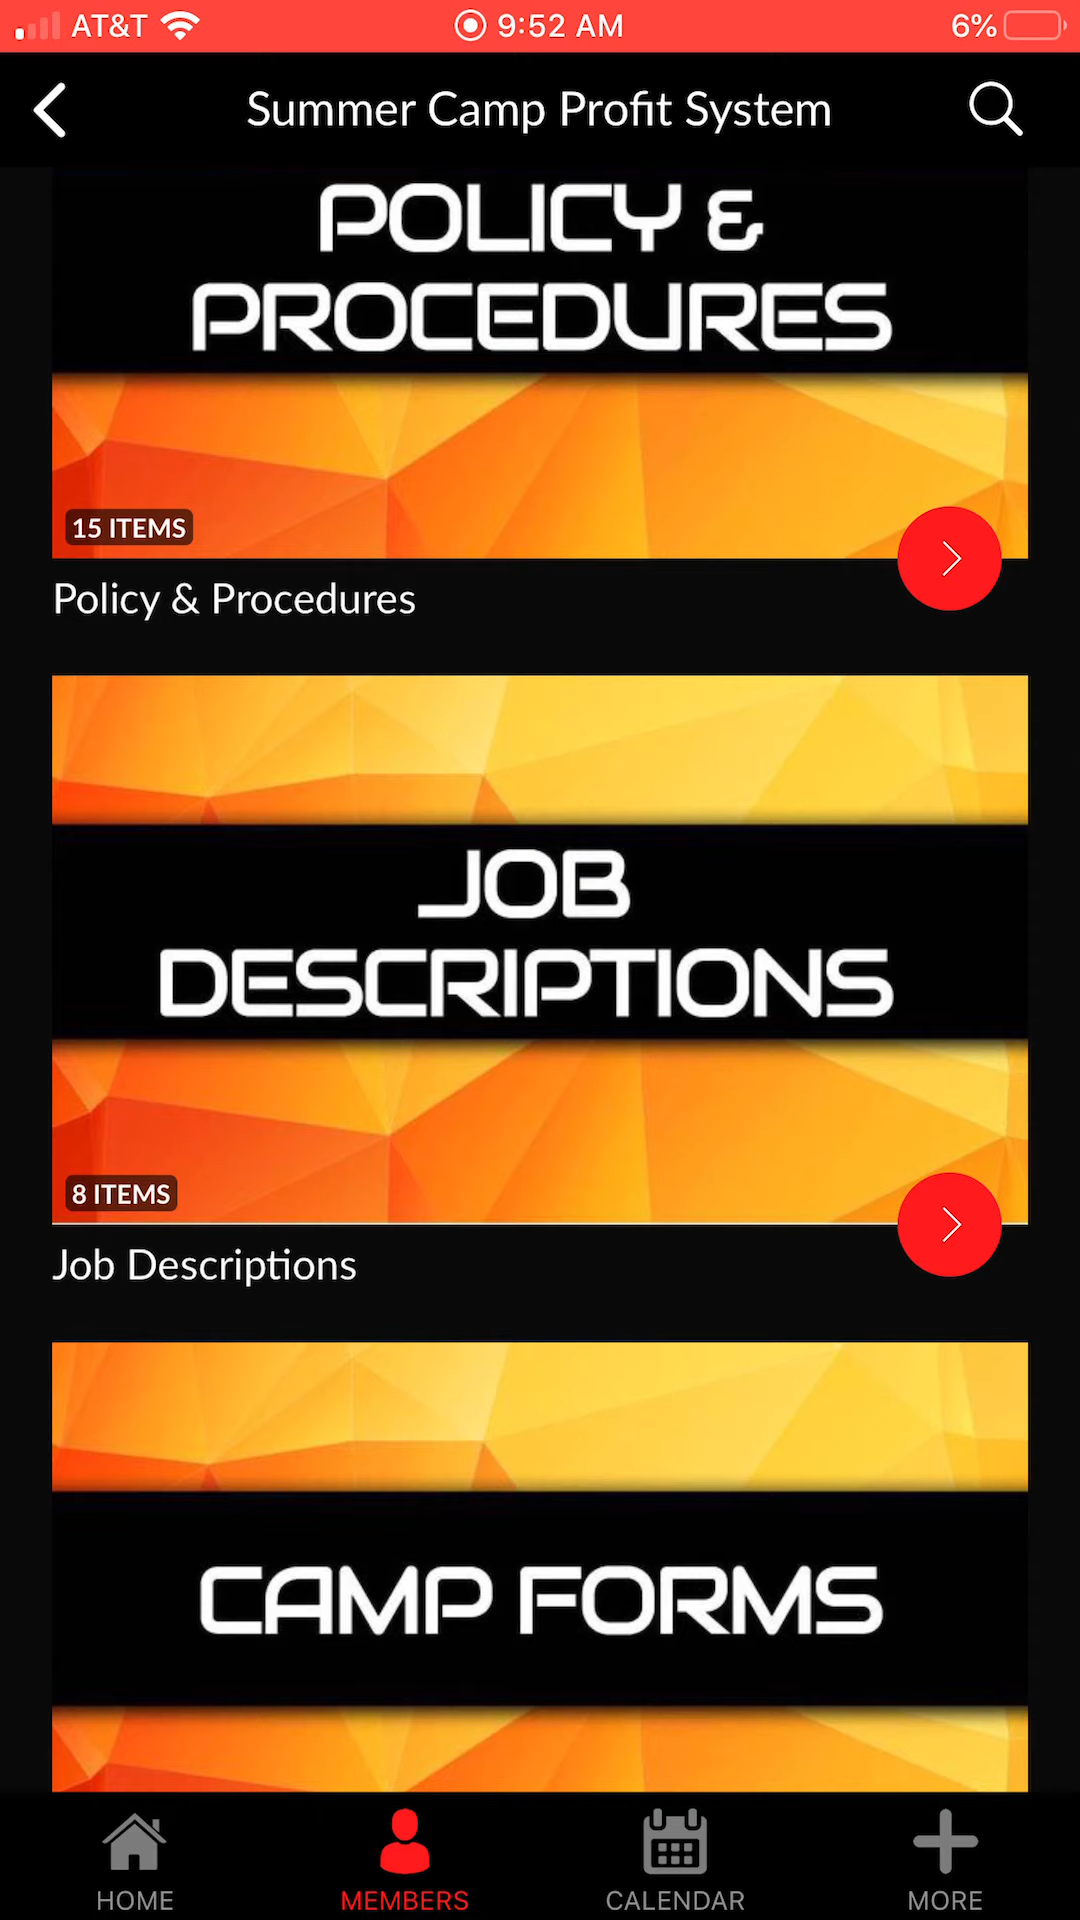 AT&T 9:52 AM 6%
Summer Camp Profit System
POLICY &
PROCEDURES
15 ITEMS
Policy & Procedures
JOB
DESCRIPTIONS
8 ITEMS
Job Descriptions
CAMP FORMS
HOME MEMBERS CALENDAR MORE